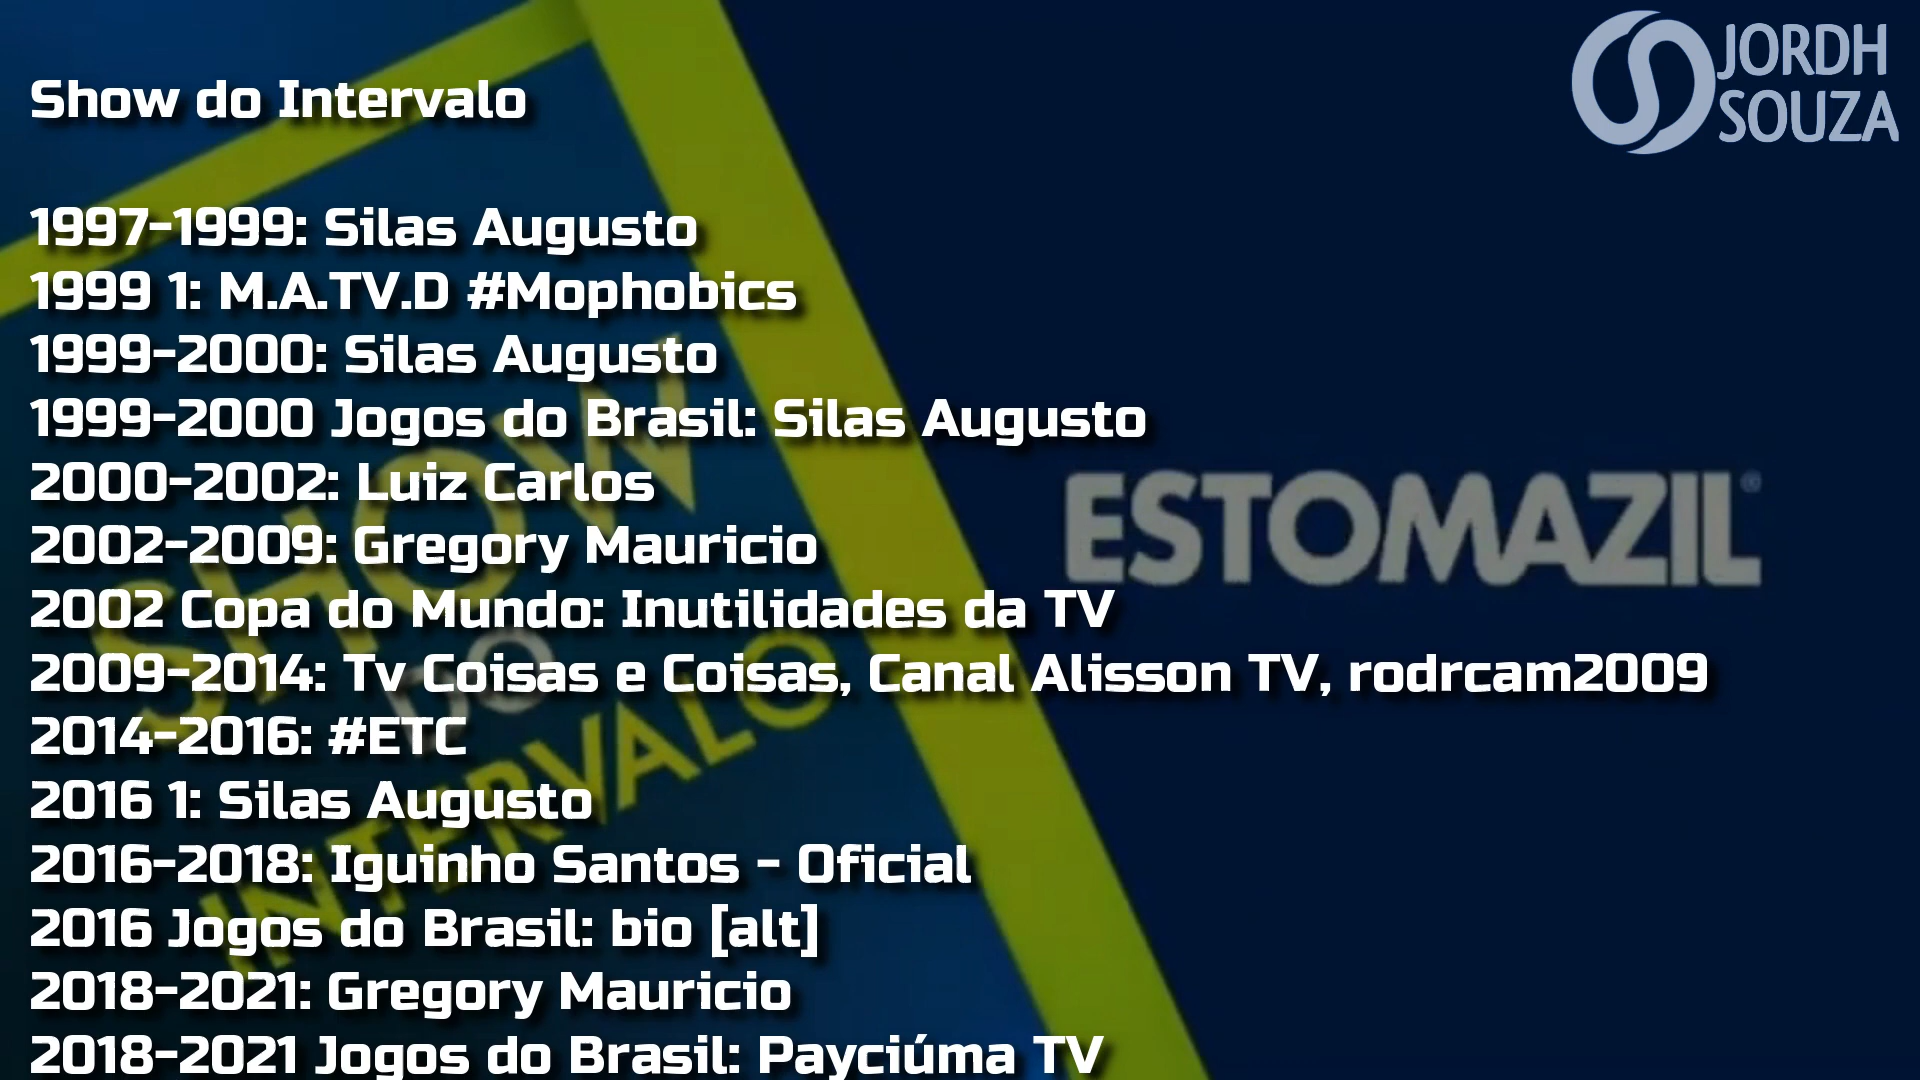 JORDH
SOUZA
Show do Intervalo
1997-1999: Silas Augusto
1999 1: M.A.TV.D #Mophobics
1999-2000: Silas Augusto
1999-2000 Jogos do Brasil: Silas Augusto
2000-2002: Luiz Carlos
2002-2009: Gregory Mauricio
2002 Copa do Mundo: Inutilidades da TV
2009-2014: Tv Coisas e Coisas, Canal Alisson TV, rodrcam2009
2014-2016: #ETC
2016 1: Silas Augusto
2016-2018: Iguinho Santos - Oficial
2016 Jogos do Brasil: bio [alt]
2018-2021: Gregory Mauricio
2018-2021 Jogos do Brasil: Payciúma TV
SHOW
DO
INTERVALO
ESTOMAZIL®